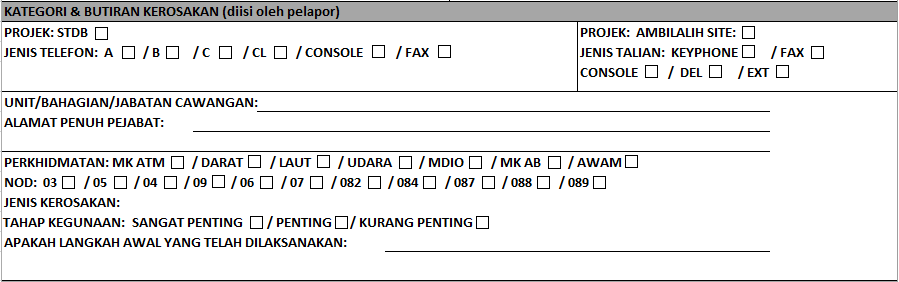 KATEGORI & BUTIRAN KEROSAKAN (diisi oleh pelapor)
PROJEK: STDB
JENIS TELEFON: A / B / C / CL / CONSOLE / FAX
PROJEK: AMBILALIH SITE:
JENIS TALIAN: KEYPHONE / FAX
CONSOLE / DEL / EXT
UNIT/BAHAGIAN/JABATAN CAWANGAN:
ALAMAT PENUH PEJABAT:
PERKHIDMATAN: MK ATM / DARAT / LAUT / UDARA / MDIO / MK AB / AWAM
NOD: 03 / 05 / 04 / 09 / 06 / 07 / 082 / 084 / 087 / 088 / 089
JENIS KEROSAKAN:
TAHAP KEGUNAAN: SANGAT PENTING / PENTING / KURANG PENTING
APAKAH LANGKAH AWAL YANG TELAH DILAKSANAKAN: